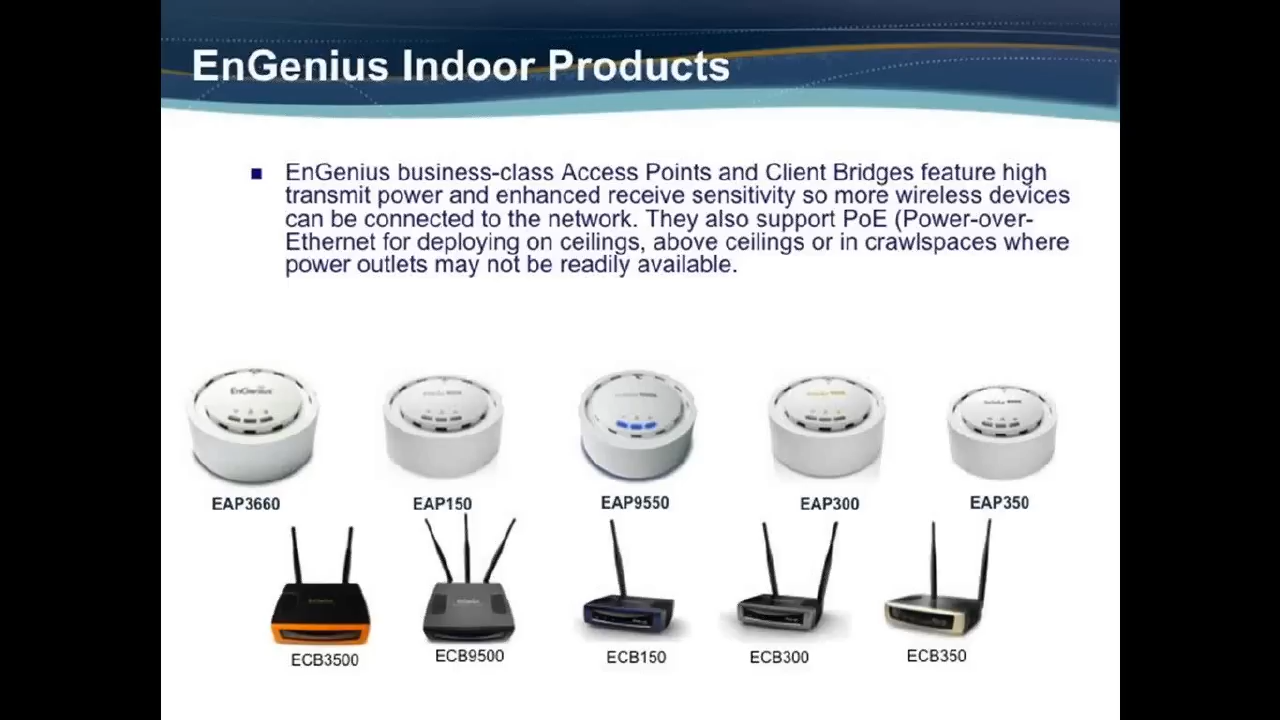 EnGenius Indoor Products
EnGenius business-class Access Points and Client Bridges feature high
transmit power and enhanced receive sensitivity so more wireless devices
can be connected to the network. They also support PoE (Power-over-
Ethernet for deploying on ceilings, above ceilings or in crawlspaces where
power outlets may not be readily available.
EnGenius
EAP3660 EAP150 EAP9550 EAP300 EAP350
ECB3500 ECB9500 ECB150 ECB300 ECB350